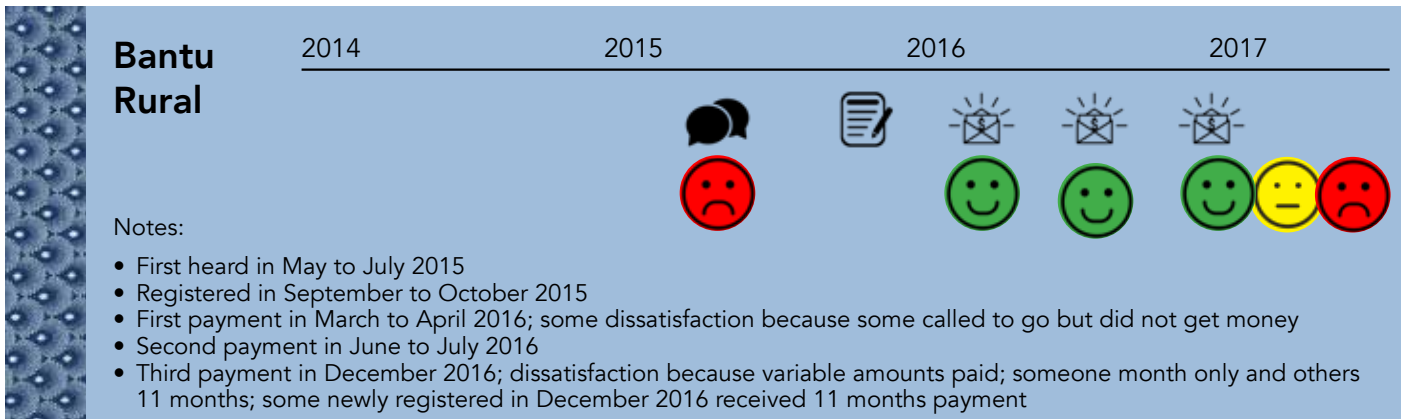 Bantu
Rural
2014 2015 2016 2017
Notes:
• First heard in May to July 2015
• Registered in September to October 2015
• First payment in March to April 2016; some dissatisfaction because some called to go but did not get money
• Second payment in June to July 2016
• Third payment in December 2016; dissatisfaction because variable amounts paid; someone month only and others
11 months; some newly registered in December 2016 received 11 months payment